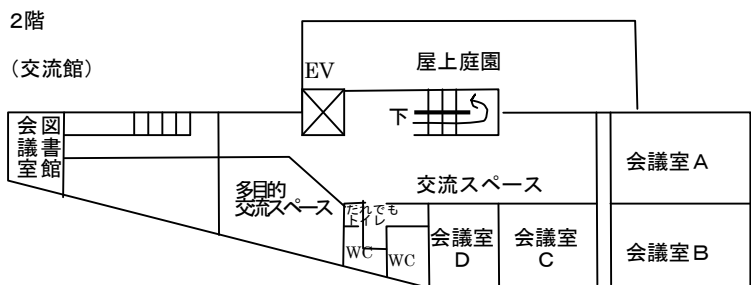 2階
（交流館）
EV
屋上庭園
下
図書館
会議室
会議室A
多目的
交流スペース
交流スペース
だれでも
トイレ
WC
WC
会議室
D
会議室
C
会議室B